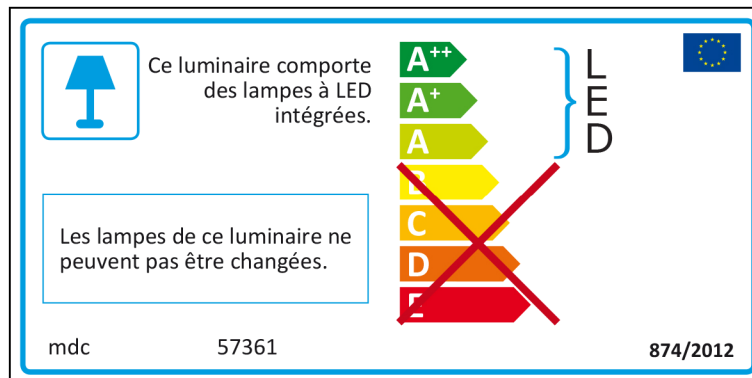 Ce luminaire comporte
des lampes à LED
intégrées.
A++
A+
A
B
C
D
E
L
E
D
Les lampes de ce luminaire ne
peuvent pas être changées.
mdc 57361
874/2012